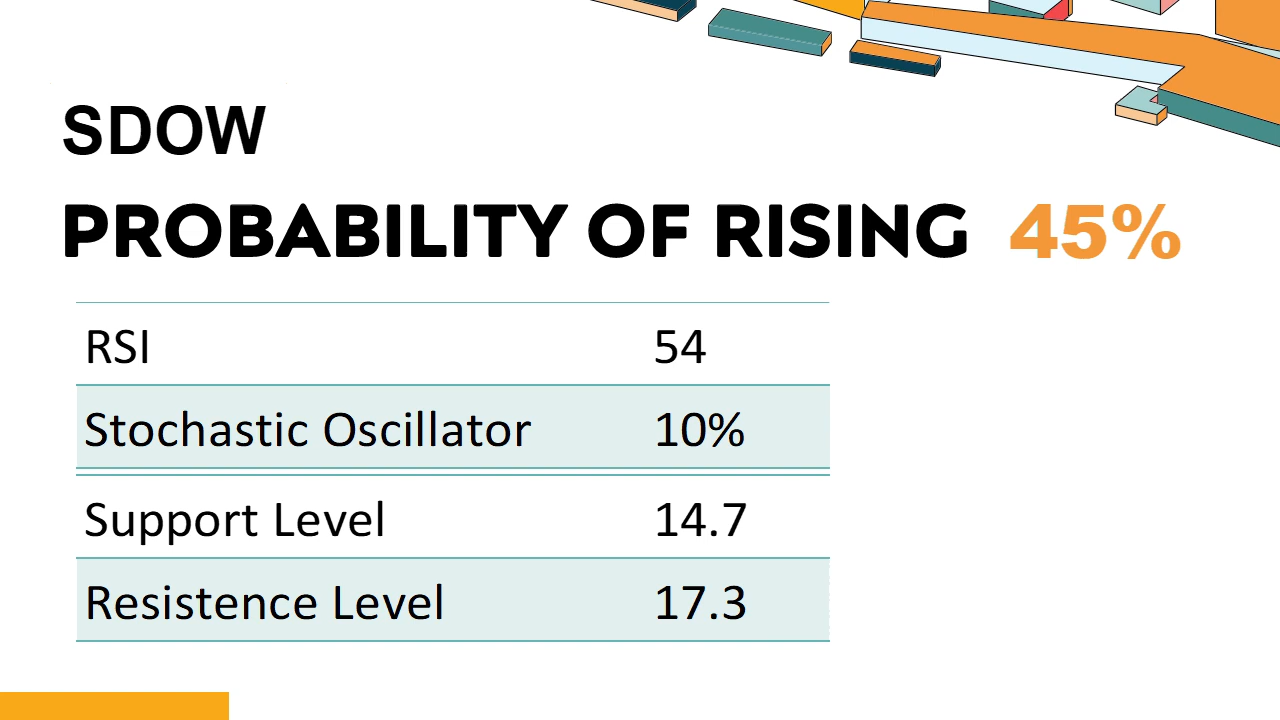 SDOW
PROBABILITY OF RISING 45%
RSI 54
Stochastic Oscillator 10%
Support Level 14.7
Resistence Level 17.3